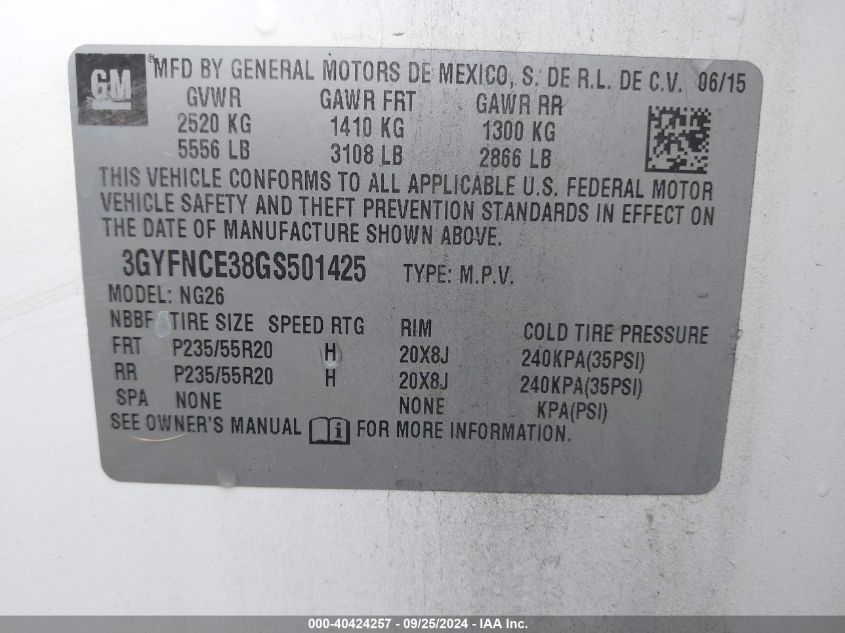 GM
MFD BY GENERAL MOTORS DE MEXICO, S. DE R.L. DE C.V. 06/15
GVWR GAWR FRT GAWR RR
2520 KG 1410 KG 1300 KG
5556 LB 3108 LB 2866 LB
THIS VEHICLE CONFORMS TO ALL APPLICABLE U.S. FEDERAL MOTOR
VEHICLE SAFETY AND THEFT PREVENTION STANDARDS IN EFFECT ON
THE DATE OF MANUFACTURE SHOWN ABOVE.
3GYFNCE38GS501425 TYPE: M.P.V.
MODEL: NG26
NBBF TIRE SIZE SPEED RTG RIM COLD TIRE PRESSURE
FRT P235/55R20 H 20X8J 240KPA(35PSI)
RR P235/55R20 H 20X8J 240KPA(35PSI)
SPA NONE NONE KPA(PSI)
SEE OWNER'S MANUAL i FOR MORE INFORMATION.
000-40424257 - 09/25/2024 - IAA Inc.